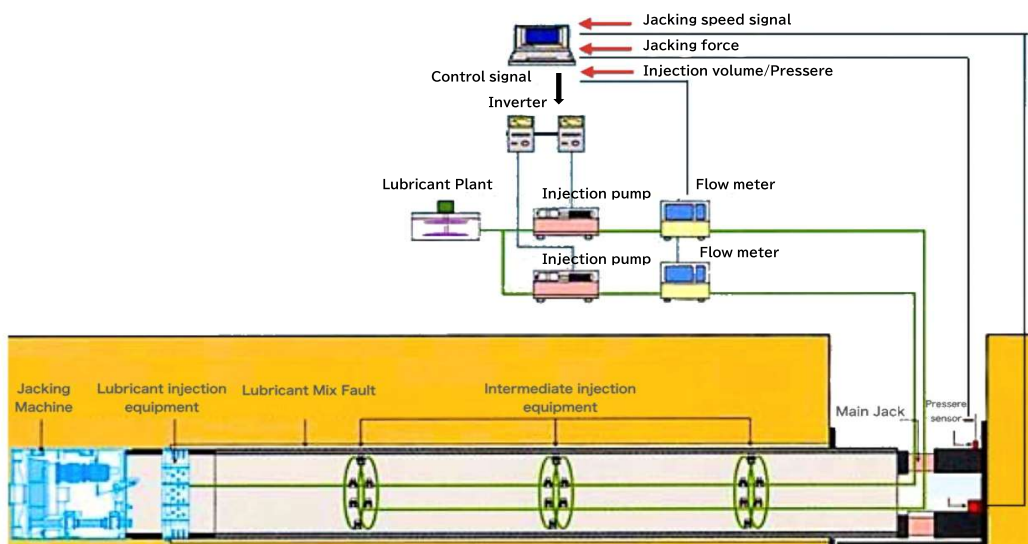 Jacking speed signal
Jacking force
Injection volume/Pressere
Control signal
Inverter
Lubricant Plant
Injection pump
Flow meter
Injection pump
Flow meter
Jacking
Machine
Lubricant injection
equipment
Lubricant Mix Fault
Intermediate injection
equipment
Main Jack
Pressere
sensor